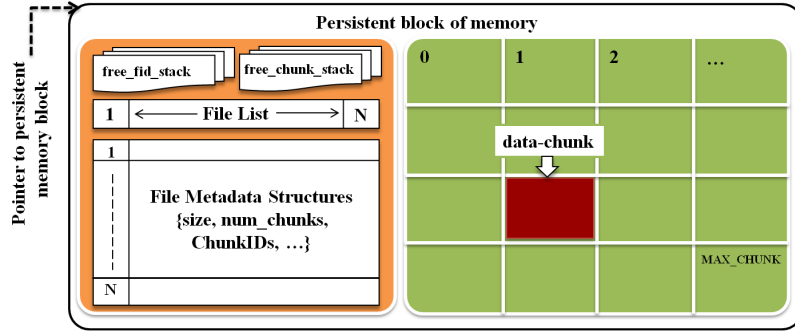 Persistent block of memory
Pointer to persistent
memory block
free_fid_stack
free_chunk_stack
1 File List N
1
File Metadata Structures
{size, num_chunks,
ChunkIDs, …}
N
0 1 2 …
data-chunk
MAX_CHUNK